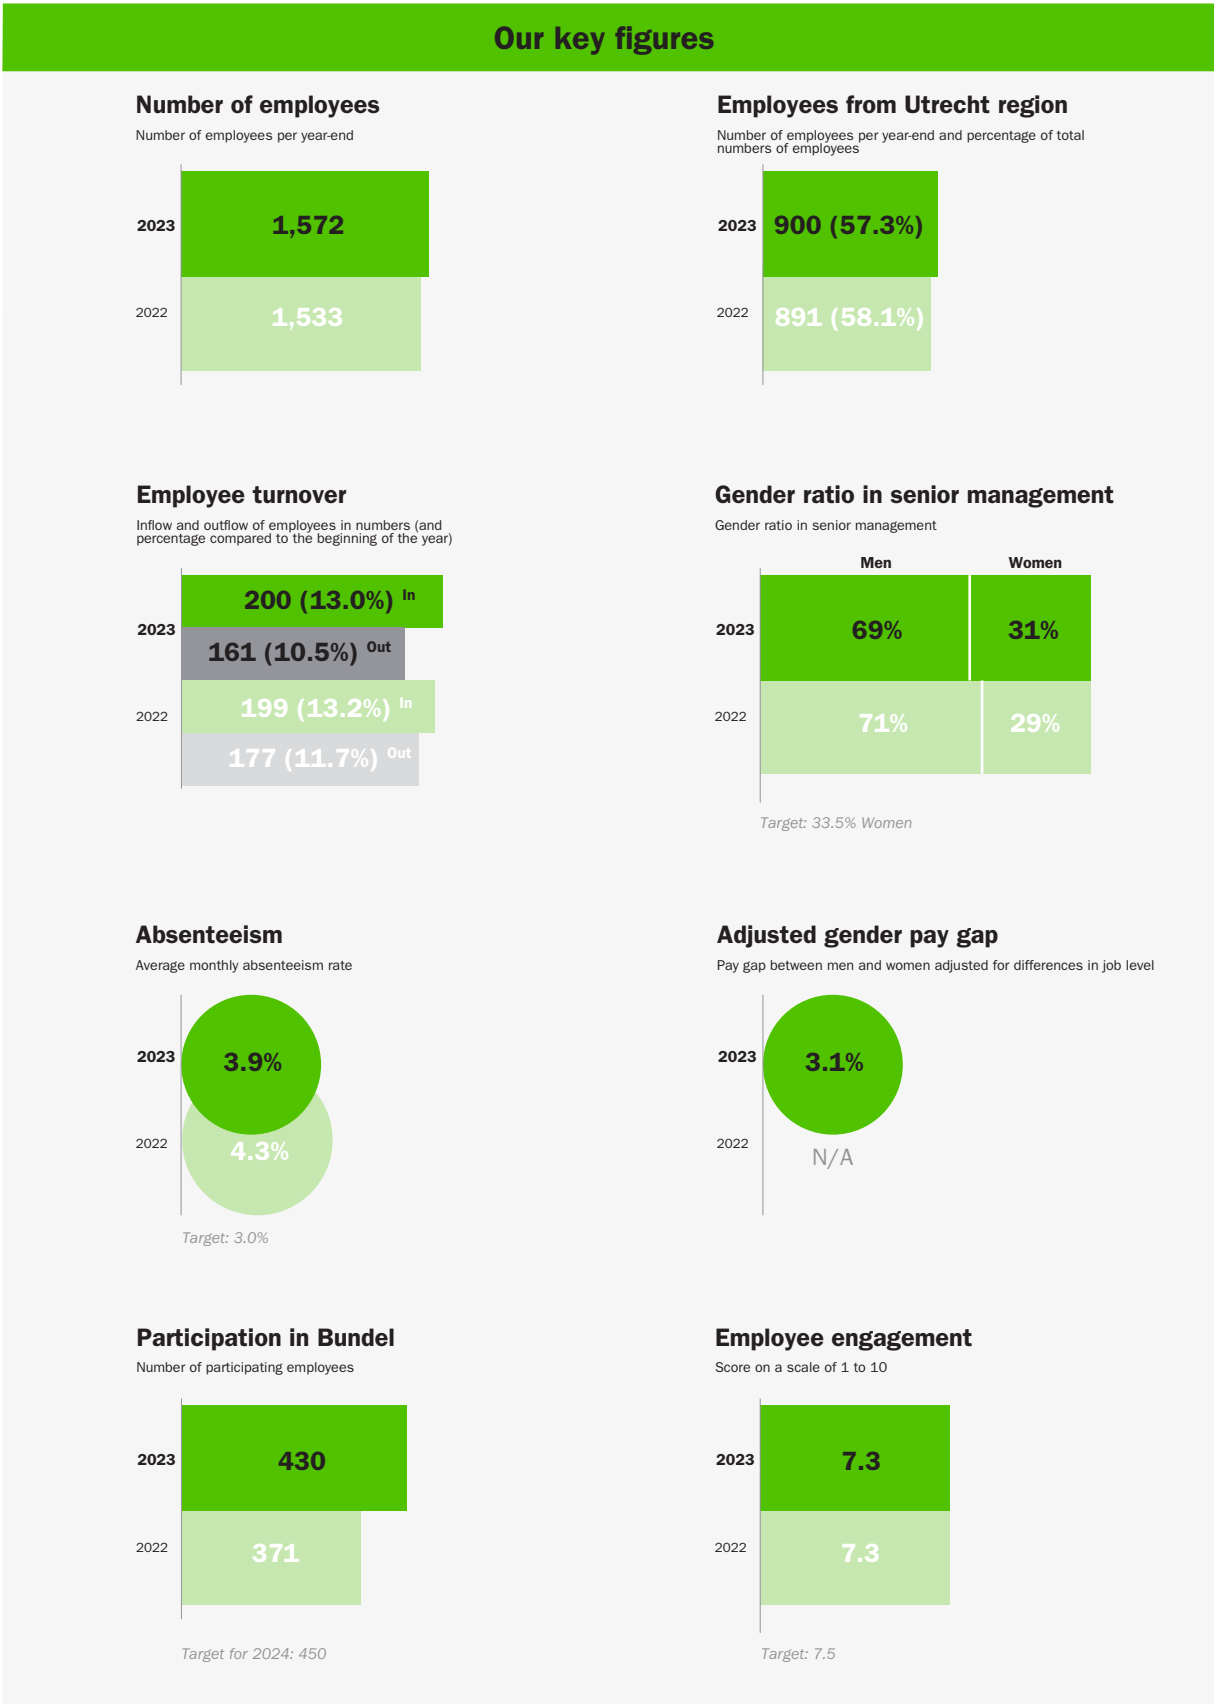 Our key figures
Number of employees
Number of employees per year-end
2023
1,572
2022
1,533
Employees from Utrecht region
Number of employees per year-end and percentage of total
numbers of employees
2023
900 (57.3%)
2022
891 (58.1%)
Employee turnover
Inflow and outflow of employees in numbers (and
percentage compared to the beginning of the year)
2023
200 (13.0%) In
161 (10.5%) Out
2022
199 (13.2%) In
177 (11.7%) Out
Gender ratio in senior management
Gender ratio in senior management
Men Women
2023
69% 31%
2022
71% 29%
Target: 33.5% Women
Absenteeism
Average monthly absenteeism rate
2023
3.9%
2022
4.3%
Target: 3.0%
Adjusted gender pay gap
Pay gap between men and women adjusted for differences in job level
2023
3.1%
2022
N/A
Participation in Bundel
Number of participating employees
2023
430
2022
371
Target for 2024: 450
Employee engagement
Score on a scale of 1 to 10
2023
7.3
2022
7.3
Target: 7.5